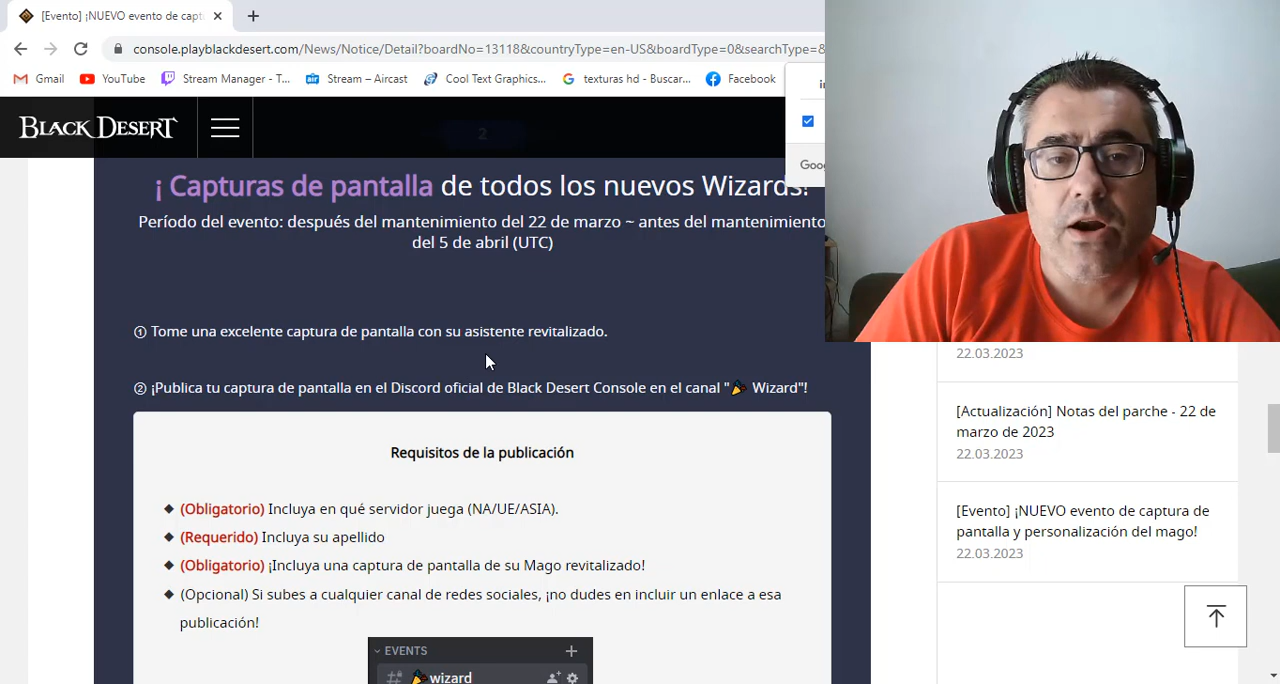 [Evento] ¡NUEVO evento de capt
console.playblackdesert.com/News/Notice/Detail?boardNo=13118&countryType=en-US&boardType=0&searchType=&
Gmail
YouTube
Stream Manager - T...
Stream – Aircast
Cool Text Graphics...
texturas hd - Buscar...
Facebook
BLACK DESERT
2
Goog
¡ Capturas de pantalla de todos los nuevos Wizards!
Período del evento: después del mantenimiento del 22 de marzo ~ antes del mantenimiento
del 5 de abril (UTC)
① Tome una excelente captura de pantalla con su asistente revitalizado.
② ¡Publica tu captura de pantalla en el Discord oficial de Black Desert Console en el canal "🎉 Wizard"!
Requisitos de la publicación
◆ (Obligatorio) Incluya en qué servidor juega (NA/UE/ASIA).
◆ (Requerido) Incluya su apellido
◆ (Obligatorio) ¡Incluya una captura de pantalla de su Mago revitalizado!
◆ (Opcional) Si subes a cualquier canal de redes sociales, ¡no dudes en incluir un enlace a esa
publicación!
EVENTS
wizard
22.03.2023
[Actualización] Notas del parche - 22 de
marzo de 2023
22.03.2023
[Evento] ¡NUEVO evento de captura de
pantalla y personalización del mago!
22.03.2023